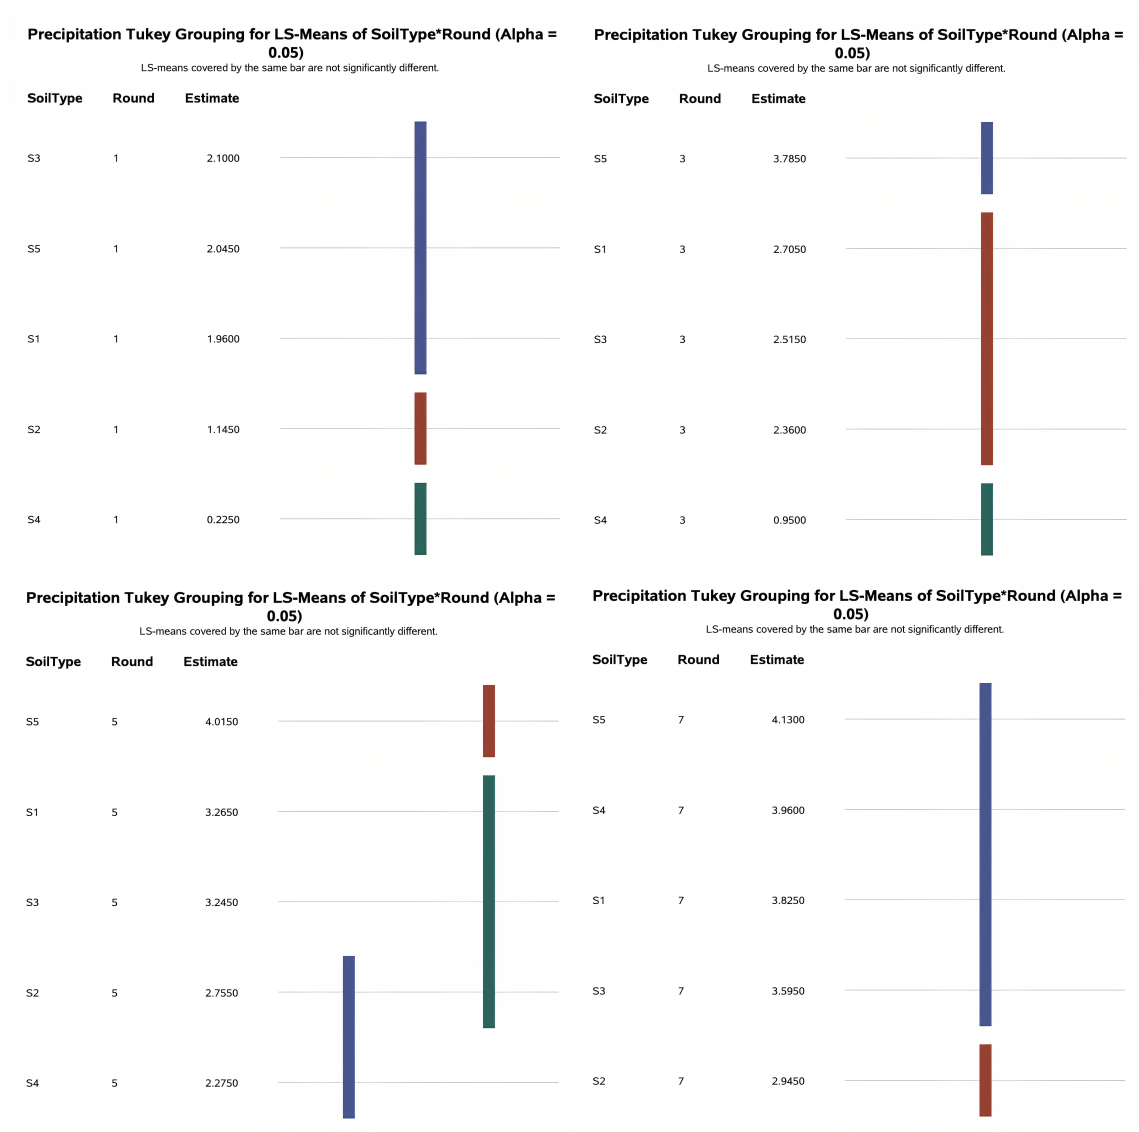 Precipitation Tukey Grouping for LS-Means of SoilType*Round (Alpha =
0.05)
LS-means covered by the same bar are not significantly different.
SoilType Round Estimate
S3 1 2.1000
S5 1 2.0450
S1 1 1.9600
S2 1 1.1450
S4 1 0.2250
Precipitation Tukey Grouping for LS-Means of SoilType*Round (Alpha =
0.05)
LS-means covered by the same bar are not significantly different.
SoilType Round Estimate
S5 3 3.7850
S1 3 2.7050
S3 3 2.5150
S2 3 2.3600
S4 3 0.9500
Precipitation Tukey Grouping for LS-Means of SoilType*Round (Alpha =
0.05)
LS-means covered by the same bar are not significantly different.
SoilType Round Estimate
S5 5 4.0150
S1 5 3.2650
S3 5 3.2450
S2 5 2.7550
S4 5 2.2750
Precipitation Tukey Grouping for LS-Means of SoilType*Round (Alpha =
0.05)
LS-means covered by the same bar are not significantly different.
SoilType Round Estimate
S5 7 4.1300
S4 7 3.9600
S1 7 3.8250
S3 7 3.5950
S2 7 2.9450